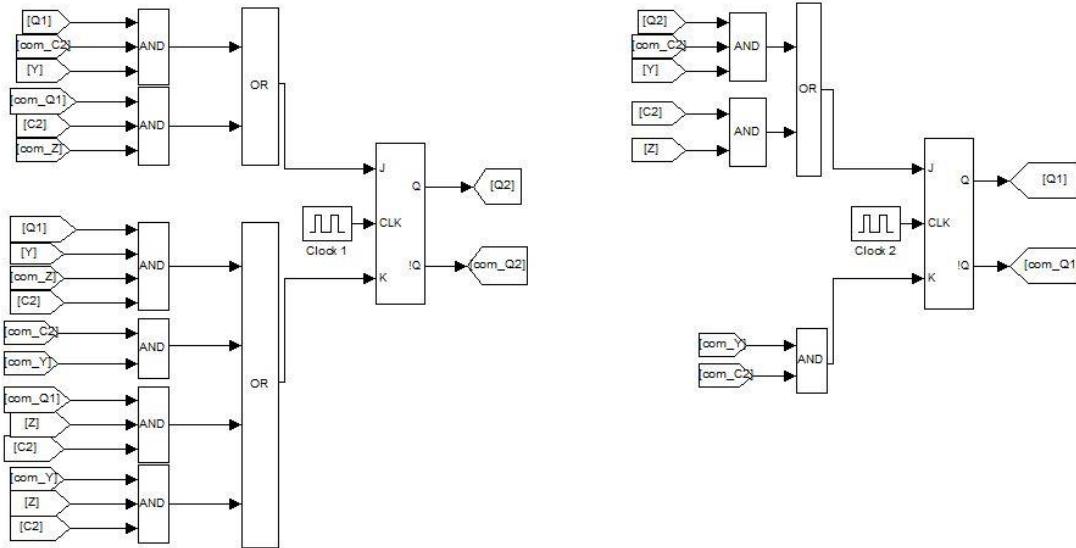 [Q1]
[com_C2]
[Y]
AND
[com_Q1]
[C2]
[com_Z]
AND
OR
[Q1]
[Y]
[com_Z]
[C2]
AND
[com_C2]
[com_Y]
AND
[com_Q1]
[Z]
[C2]
AND
[com_Y]
[Z]
[C2]
AND
OR
Clock 1
J
CLK
K
Q
!Q
[Q2]
[com_Q2]
[Q2]
[com_C2]
[Y]
AND
[C2]
[Z]
AND
OR
[com_Y]
[com_C2]
AND
Clock 2
J
CLK
K
Q
!Q
[Q1]
[com_Q1